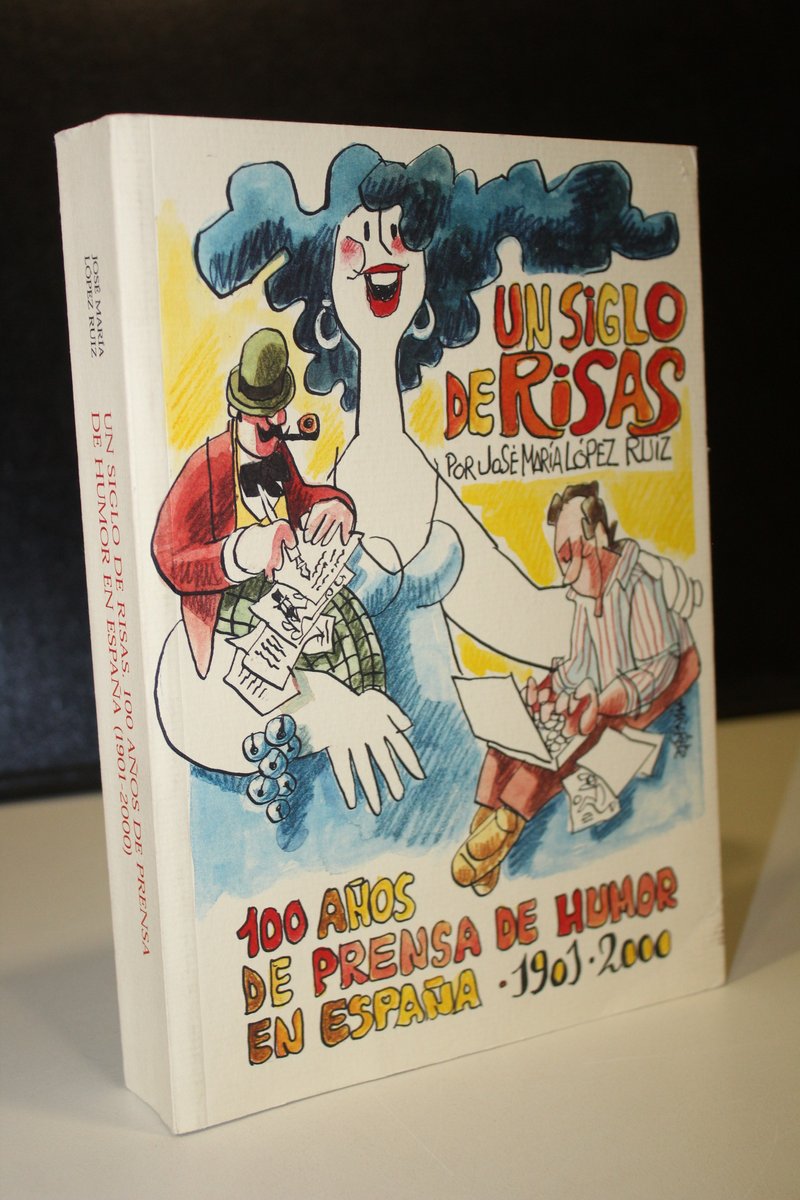 JOSÉ MARÍA
LÓPEZ RUIZ
UN SIGLO DE RISAS. 100 AÑOS DE PRENSA
DE HUMOR EN ESPAÑA (1901-2000)
UN SIGLO
DE RISAS
POR JOSÉ MARÍA LÓPEZ RUIZ
100 AÑOS
DE PRENSA DE HUMOR
EN ESPAÑA · 1901 · 2000